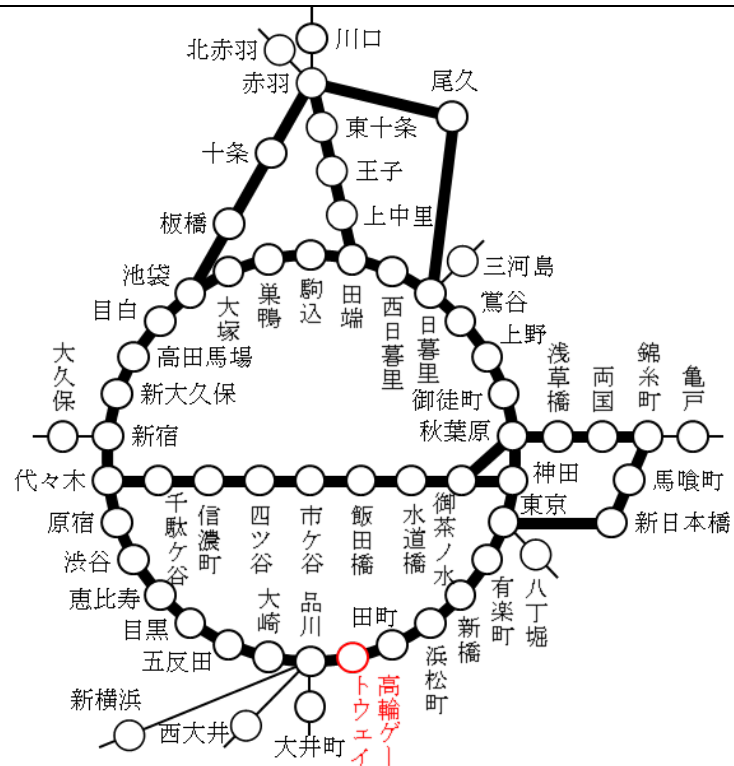 川口
北赤羽
赤羽
尾久
東十条
十条
王子
上中里
板橋
池袋
大塚
巣鴨
駒込
田端
西日暮里
日暮里
三河島
鶯谷
目白
上野
高田馬場
大久保
新大久保
御徒町
浅草橋
両国
錦糸町
亀戸
新宿
秋葉原
代々木
千駄ケ谷
信濃町
四ツ谷
市ケ谷
飯田橋
水道橋
御茶ノ水
神田
馬喰町
原宿
東京
新日本橋
渋谷
八丁堀
有楽町
恵比寿
新橋
目黒
大崎
品川
田町
浜松町
五反田
高輪ゲー
トウェイ
新横浜
西大井
大井町